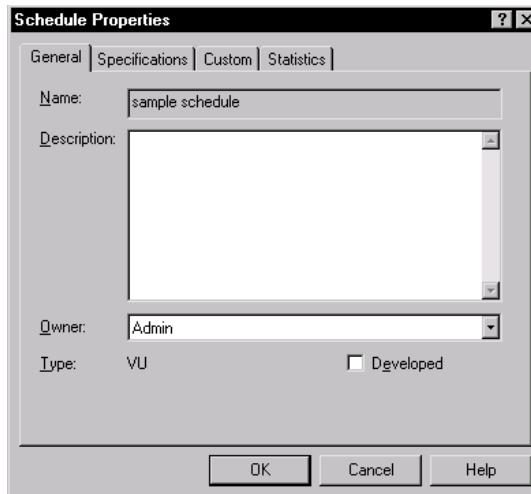 Schedule Properties
General Specifications Custom Statistics
Name: sample schedule
Description:
Owner: Admin
Type: VU Developed
OK Cancel Help